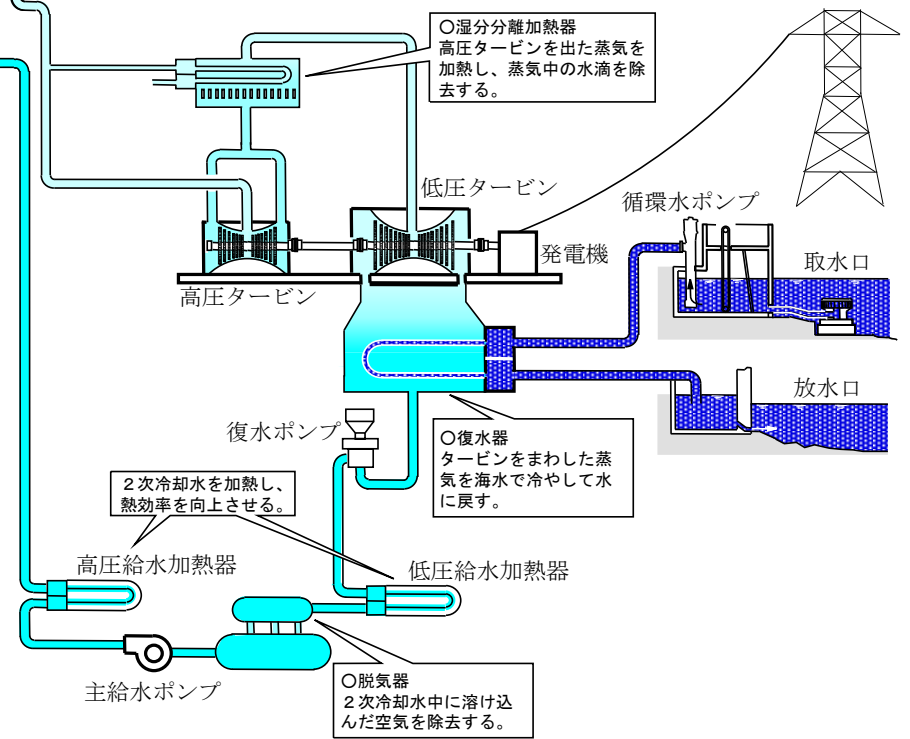 ○湿分分離加熱器
高圧タービンを出た蒸気を
加熱し、蒸気中の水滴を除
去する。
低圧タービン
循環水ポンプ
発電機
取水口
高圧タービン
放水口
復水ポンプ
○復水器
タービンをまわした蒸
気を海水で冷やして水
に戻す。
２次冷却水を加熱し、
熱効率を向上させる。
高圧給水加熱器
低圧給水加熱器
主給水ポンプ
○脱気器
２次冷却水中に溶け込
んだ空気を除去する。